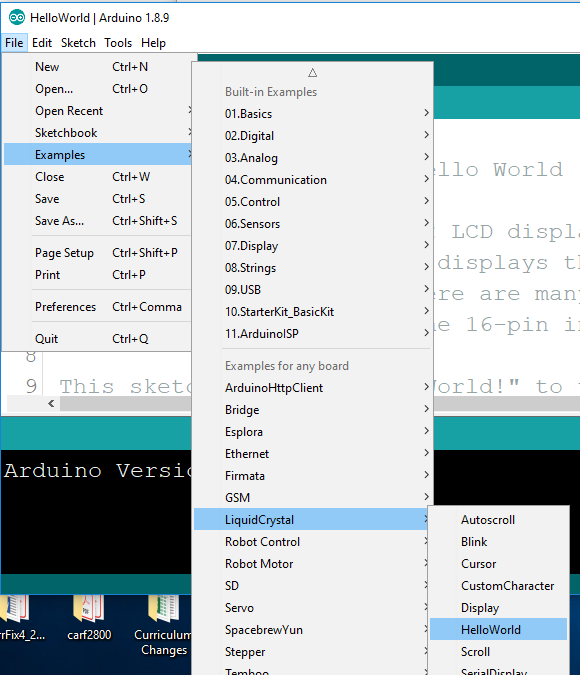 HelloWorld | Arduino 1.8.9
File Edit Sketch Tools Help
New Ctrl+N
Open... Ctrl+O
Open Recent
Sketchbook
Examples
Close Ctrl+W
Save Ctrl+S
Save As... Ctrl+Shift+S
Page Setup Ctrl+Shift+P
Print Ctrl+P
Preferences Ctrl+Comma
Quit Ctrl+Q
Built-in Examples
01.Basics
02.Digital
03.Analog
04.Communication
05.Control
06.Sensors
07.Display
08.Strings
09.USB
10.StarterKit_BasicKit
11.ArduinoISP
Examples for any board
ArduinoHttpClient
Bridge
Esplora
Ethernet
Firmata
GSM
LiquidCrystal
Robot Control
Robot Motor
SD
Servo
SpacebrewYun
Stepper
Temboo
Autoscroll
Blink
Cursor
CustomCharacter
Display
HelloWorld
Scroll
SerialDisplay
ello World
LCD displa
displays th
ere are many
e 16-pin in
8
9 This sketc World!" to t
Arduino Versio
rrFix4_2...
carf2800
Curriculum
Changes